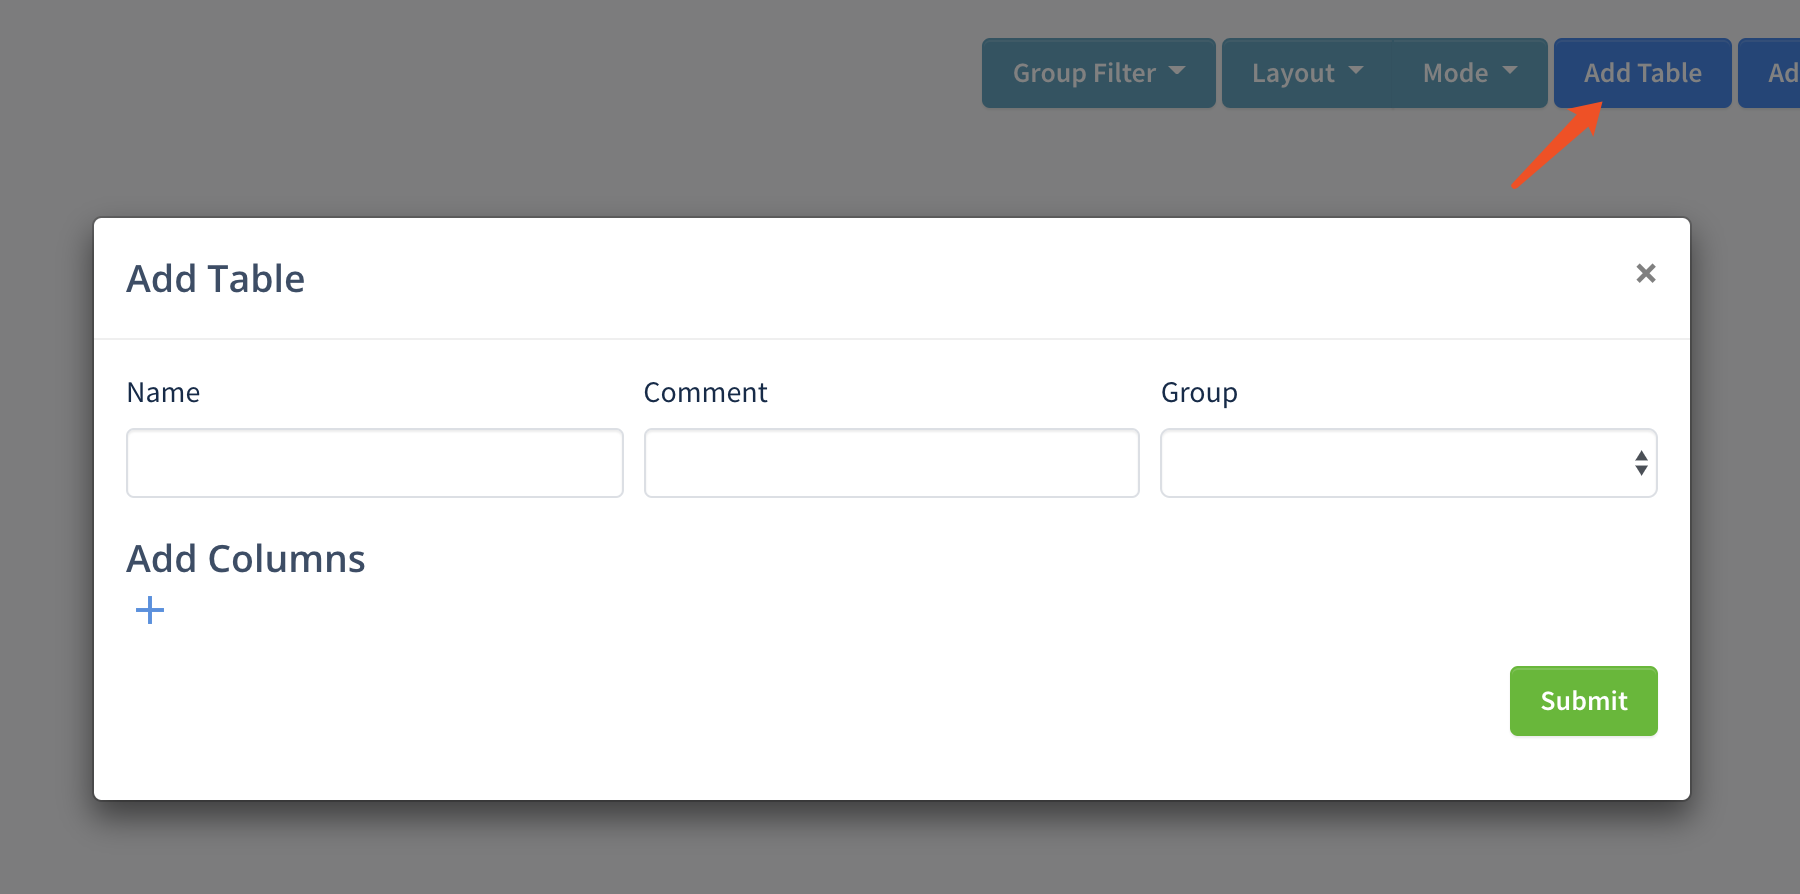 Group Filter Layout Mode Add Table Ad
Add Table
Name Comment Group
Add Columns
Submit